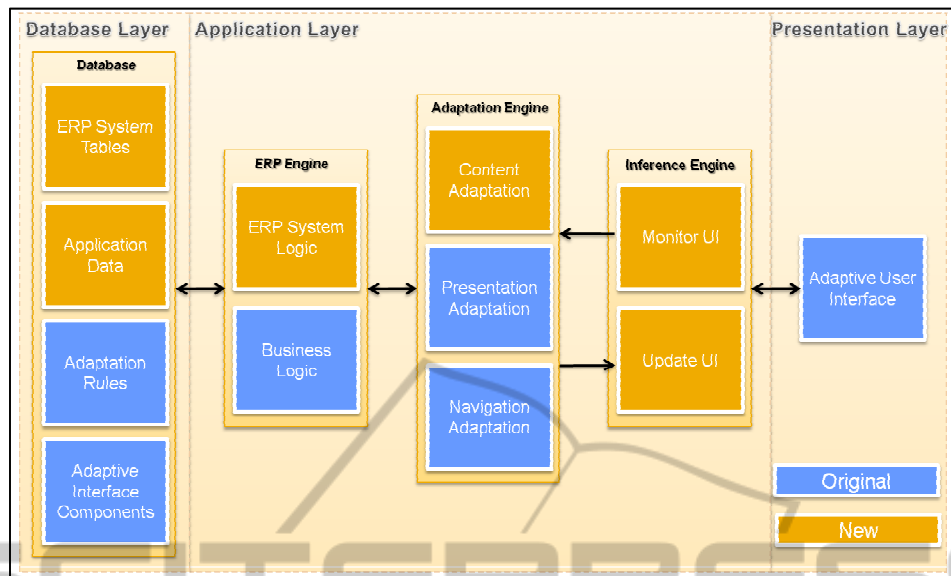 Database Layer
Application Layer
Presentation Layer
Database
ERP System
Tables
Application
Data
Adaptation
Rules
Adaptive
Interface
Components
ERP Engine
ERP System
Logic
Business
Logic
Adaptation Engine
Content
Adaptation
Presentation
Adaptation
Navigation
Adaptation
Inference Engine
Monitor UI
Update UI
Adaptive User
Interface
Original
New